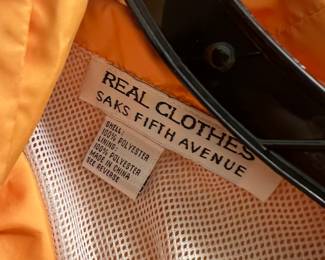 REAL CLOTHES
SAKS FIFTH AVENUE
SHELL:
100% POLYESTER
LINING:
100% POLYESTER
MADE IN CHINA
SEE REVERSE